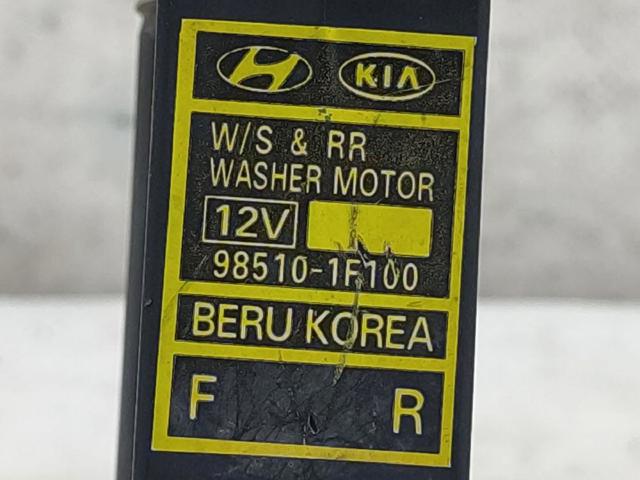 KIA
W/S & RR
WASHER MOTOR
12V
98510-1F100
BERU KOREA
F R